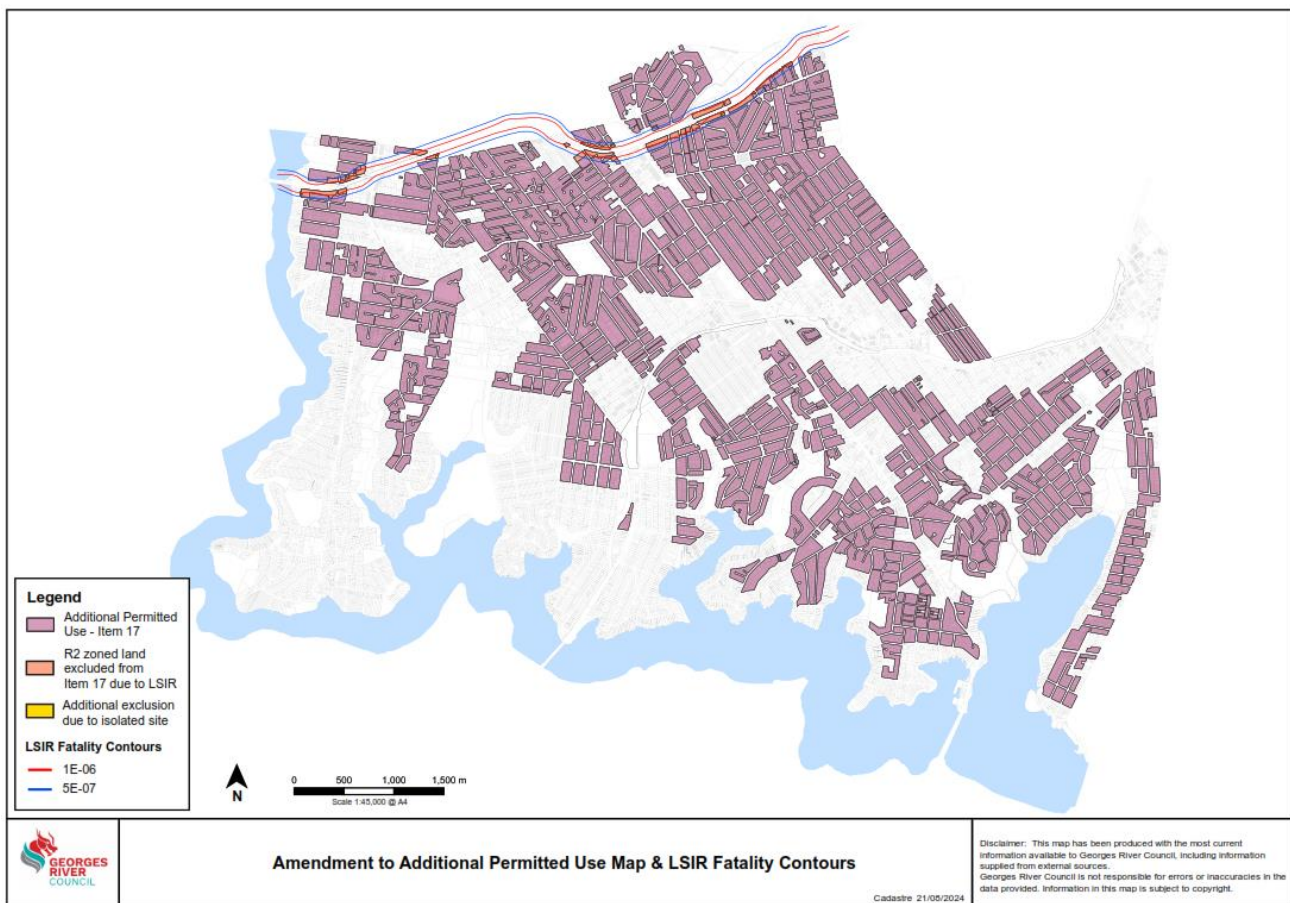 Legend
Additional Permitted
Use - Item 17
R2 zoned land
excluded from
Item 17 due to LSIR
Additional exclusion
due to isolated site
LSIR Fatality Contours
1E-06
5E-07
N
0 500 1,000 1,500 m
Scale 1:45,000 @ A4
GEORGES
RIVER
COUNCIL
Amendment to Additional Permitted Use Map & LSIR Fatality Contours
Cadastre 21/08/2024
Disclaimer: This map has been produced with the most current
information available to Georges River Council, including information
supplied from external sources.
Georges River Council is not responsible for errors or inaccuracies in the
data provided. Information in this map is subject to copyright.